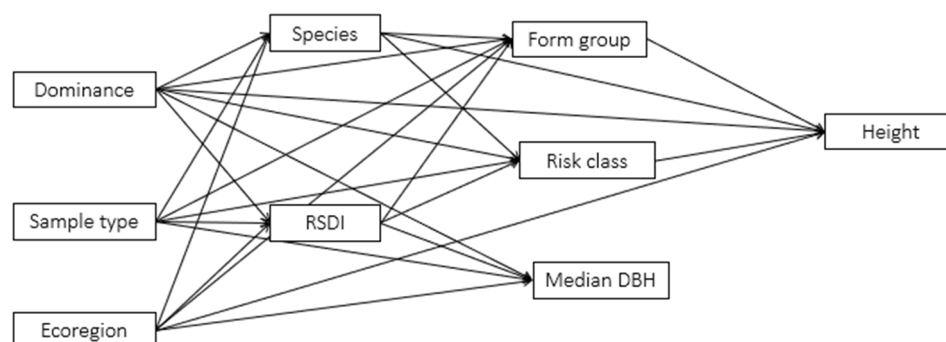 Species
Form group
Dominance
Height
Risk class
Sample type
RSDI
Median DBH
Ecoregion